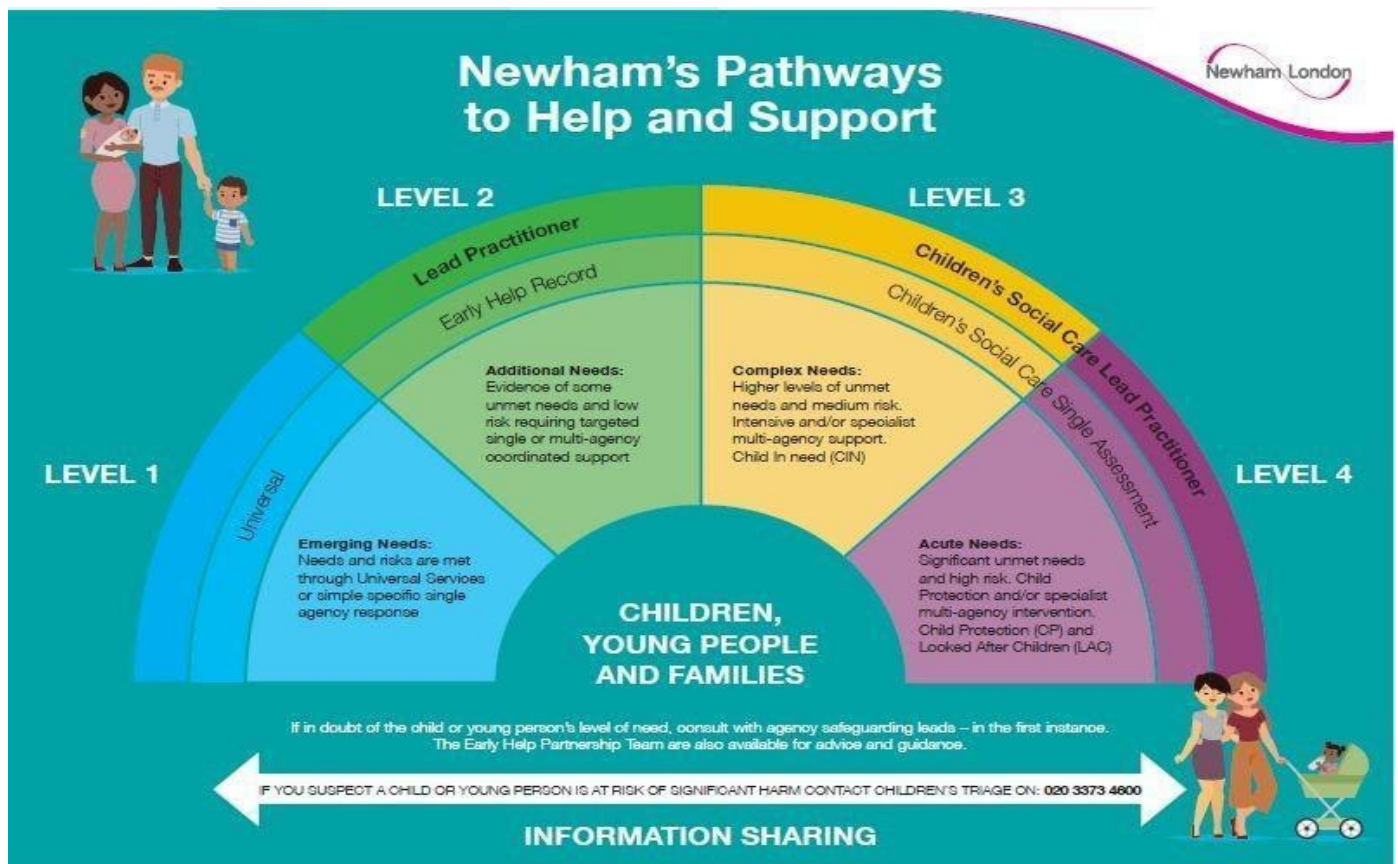 Newham's Pathways
to Help and Support
Newham London
LEVEL 1
Universal
Emerging Needs:
Needs and risks are met
through Universal Services
or simple specific single
agency response
LEVEL 2
Lead Practitioner
Early Help Record
Additional Needs:
Evidence of some
unmet needs and low
risk requiring targeted
single or multi-agency
coordinated support
LEVEL 3
Children's Social Care Lead Practitioner
Children's Social Care Single Assessment
Complex Needs:
Higher levels of unmet
needs and medium risk.
Intensive and/or specialist
multi-agency support.
Child In need (CIN)
LEVEL 4
Acute Needs:
Significant unmet needs
and high risk. Child
Protection and/or specialist
multi-agency intervention.
Child Protection (CP) and
Looked After Children (LAC)
CHILDREN,
YOUNG PEOPLE
AND FAMILIES
If in doubt of the child or young person's level of need, consult with agency safeguarding leads – in the first instance.
The Early Help Partnership Team are also available for advice and guidance.
IF YOU SUSPECT A CHILD OR YOUNG PERSON IS AT RISK OF SIGNIFICANT HARM CONTACT CHILDREN'S TRIAGE ON: 020 3373 4600
INFORMATION SHARING